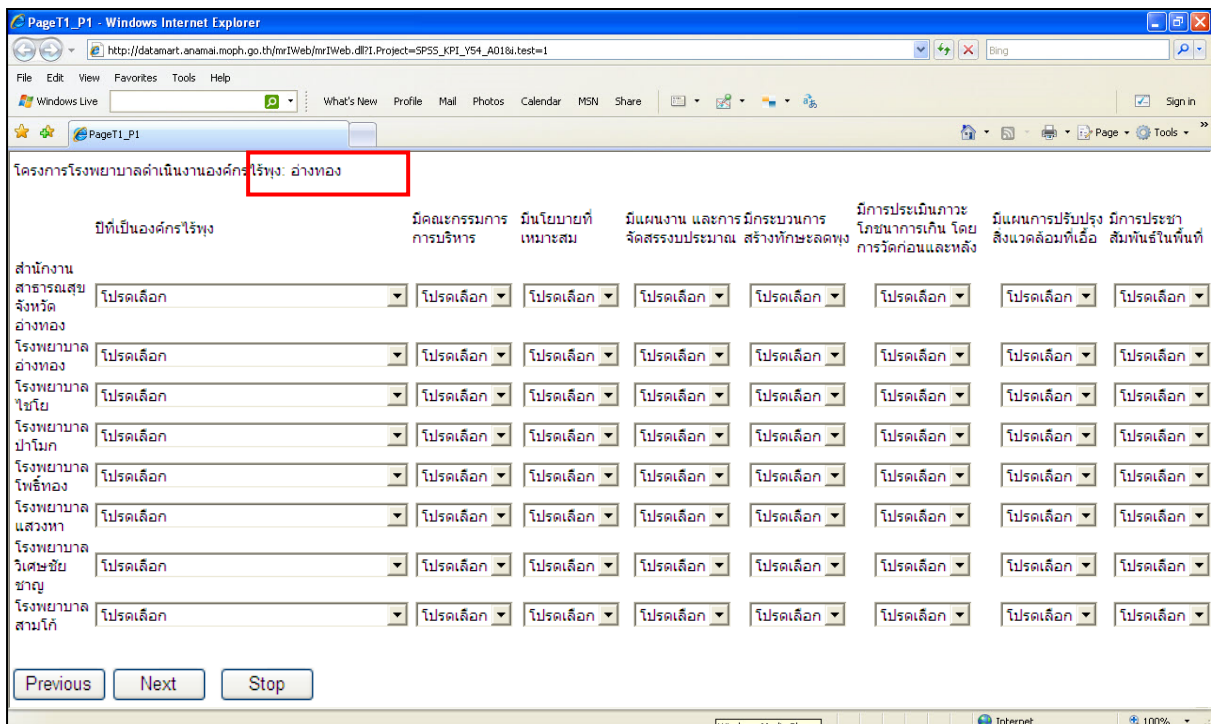 PageT1_P1 - Windows Internet Explorer
http://datamart.anamai.moph.go.th/mrIWeb/mrIWeb.dll?I.Project=SPSS_KPI_Y54_A01&i.test=1
Bing
File Edit View Favorites Tools Help
Windows Live What's New Profile Mail Photos Calendar MSN Share Sign in
PageT1_P1 Page Tools
โครงการโรงพยาบาลดำเนินงานองค์กรไร้พุง: อ่างทอง
ปีที่เป็นองค์กรไร้พุง
มีคณะกรรมการ
การบริหาร
มีนโยบายที่
เหมาะสม
มีแผนงาน และการ
จัดสรรงบประมาณ
มีกระบวนการ
สร้างทักษะลดพุง
มีการประเมินภาวะ
โภชนาการเกิน โดย
การวัดก่อนและหลัง
มีแผนการปรับปรุง
สิ่งแวดล้อมที่เอื้อ
มีการประชา
สัมพันธ์ในพื้นที่
สำนักงาน
สาธารณสุข
จังหวัด
อ่างทอง
โปรดเลือก โปรดเลือก โปรดเลือก โปรดเลือก โปรดเลือก โปรดเลือก โปรดเลือก โปรดเลือก
โรงพยาบาล
อ่างทอง
โปรดเลือก โปรดเลือก โปรดเลือก โปรดเลือก โปรดเลือก โปรดเลือก โปรดเลือก โปรดเลือก
โรงพยาบาล
ไชโย
โปรดเลือก โปรดเลือก โปรดเลือก โปรดเลือก โปรดเลือก โปรดเลือก โปรดเลือก โปรดเลือก
โรงพยาบาล
ป่าโมก
โปรดเลือก โปรดเลือก โปรดเลือก โปรดเลือก โปรดเลือก โปรดเลือก โปรดเลือก โปรดเลือก
โรงพยาบาล
โพธิ์ทอง
โปรดเลือก โปรดเลือก โปรดเลือก โปรดเลือก โปรดเลือก โปรดเลือก โปรดเลือก โปรดเลือก
โรงพยาบาล
แสวงหา
โปรดเลือก โปรดเลือก โปรดเลือก โปรดเลือก โปรดเลือก โปรดเลือก โปรดเลือก โปรดเลือก
โรงพยาบาล
วิเศษชัย
ชาญ
โปรดเลือก โปรดเลือก โปรดเลือก โปรดเลือก โปรดเลือก โปรดเลือก โปรดเลือก โปรดเลือก
โรงพยาบาล
สามโก้
โปรดเลือก โปรดเลือก โปรดเลือก โปรดเลือก โปรดเลือก โปรดเลือก โปรดเลือก โปรดเลือก
Previous Next Stop
Internet 100%